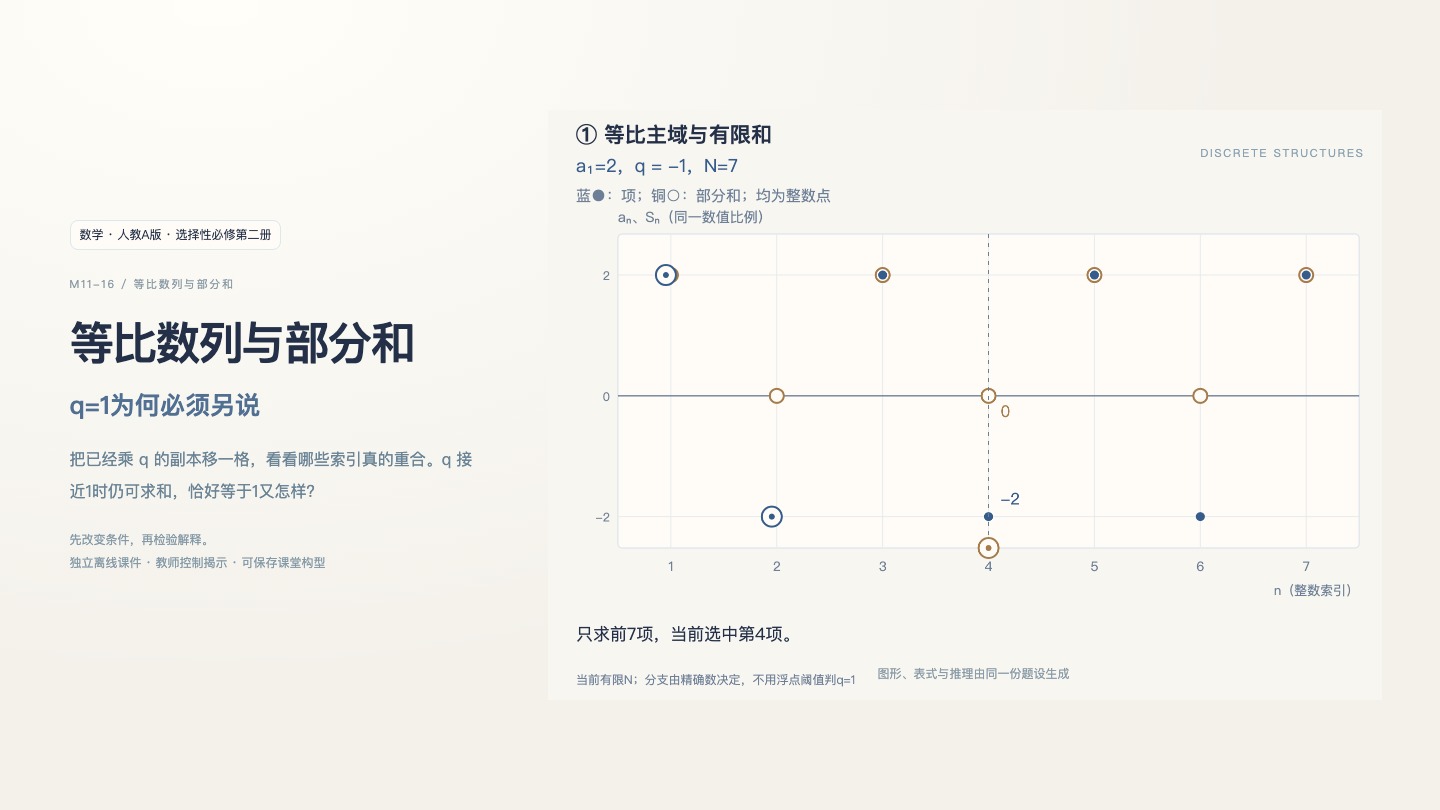 数学 · 人教A版 · 选择性必修第二册
M11–16 / 等比数列与部分和
等比数列与部分和
q=1为何必须另说
把已经乘 q 的副本移一格，看看哪些索引真的重合。q 接
近1时仍可求和，恰好等于1又怎样？
先改变条件，再检验解释。
独立离线课件 · 教师控制揭示 · 可保存课堂构型
① 等比主域与有限和
DISCRETE STRUCTURES
a₁=2，q = −1，N=7
蓝●：项；铜○：部分和；均为整数点
aₙ、Sₙ（同一数值比例）
2
0
−2
0
−2
1 2 3 4 5 6 7
n（整数索引）
只求前7项，当前选中第4项。
当前有限N；分支由精确数决定，不用浮点阈值判q=1
图形、表式与推理由同一份题设生成